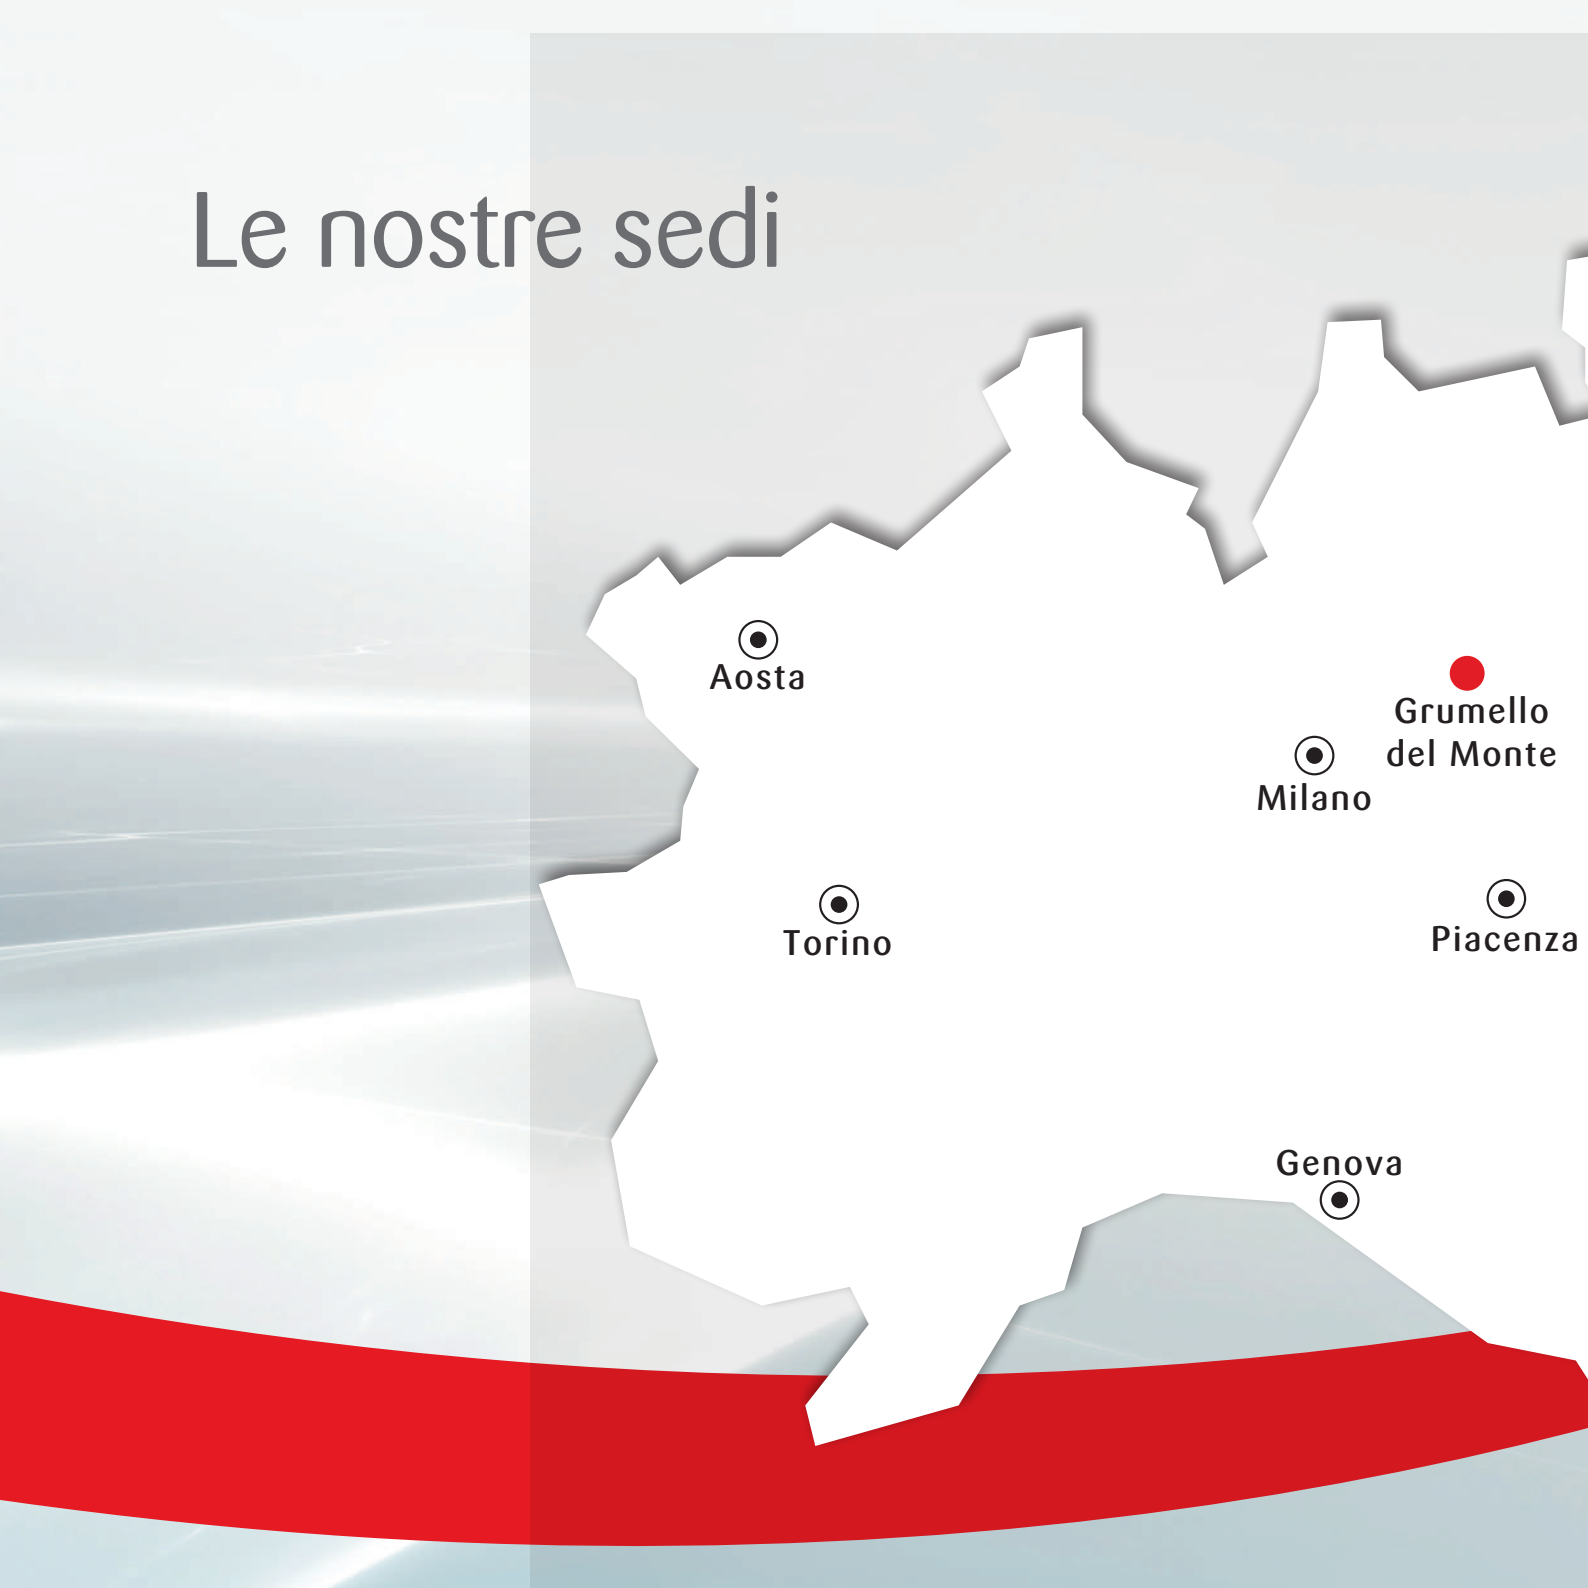 Le nostre sedi
Aosta
Grumello
del Monte
Milano
Torino
Piacenza
Genova